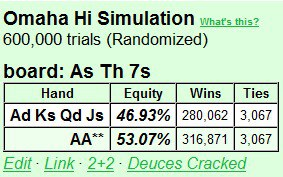 Omaha Hi Simulation What's this?
600,000 trials (Randomized)
board: As Th 7s
Hand Equity Wins Ties
Ad Ks Qd Js 46.93% 280,062 3,067
AA** 53.07% 316,871 3,067
Edit · Link · 2+2 · Deuces Cracked